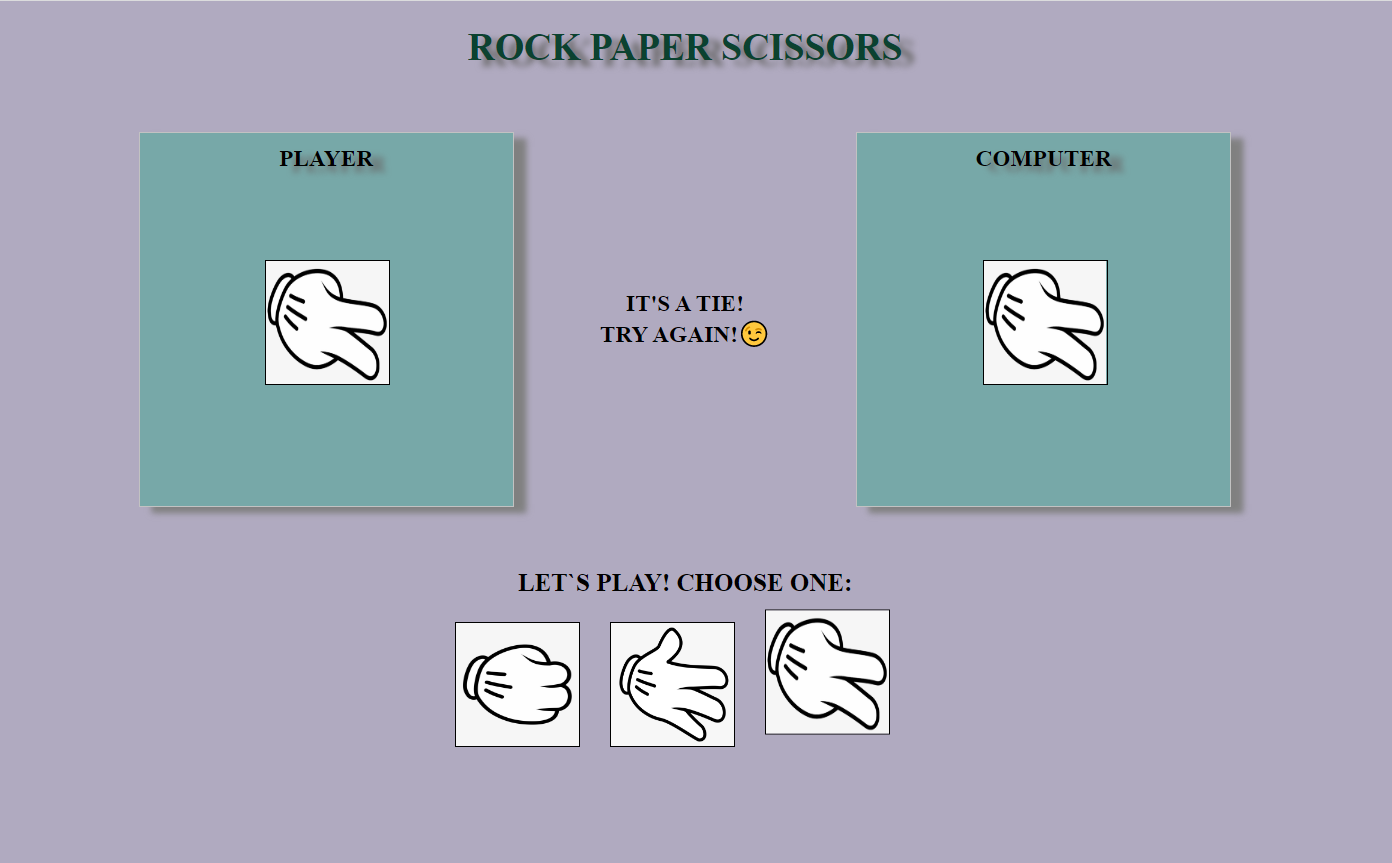 ROCK PAPER SCISSORS
PLAYER
COMPUTER
IT'S A TIE!
TRY AGAIN!😉
LET`S PLAY! CHOOSE ONE: